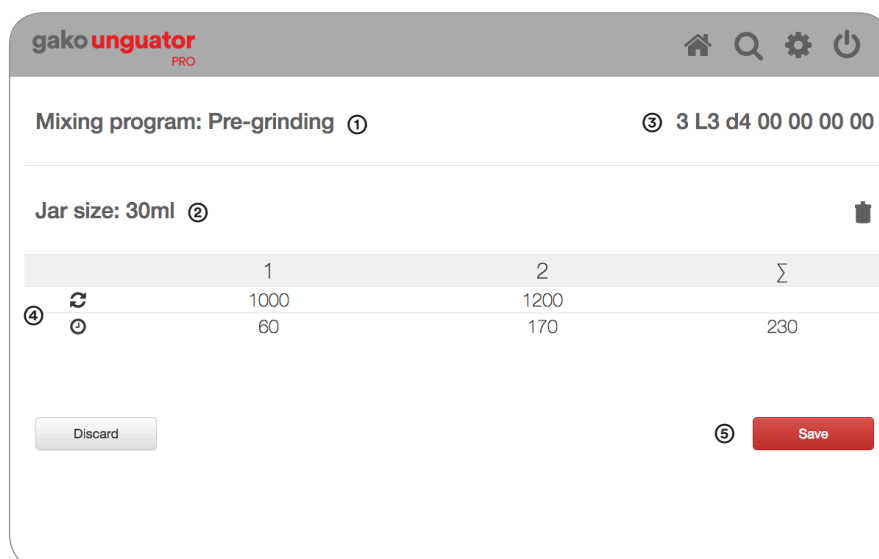 gako unguator
PRO
Mixing program: Pre-grinding ① ③ 3 L3 d4 00 00 00 00
Jar size: 30ml ②
1 2 ∑
1000 1200
④
60 170 230
Discard ⑤ Save